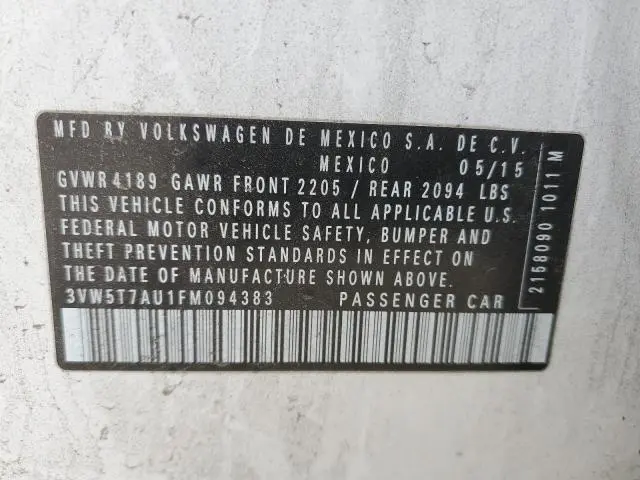 MFD BY VOLKSWAGEN DE MEXICO S.A. DE C.V.
MEXICO 05/15
GVWR 4189 GAWR FRONT 2205 / REAR 2094 LBS
THIS VEHICLE CONFORMS TO ALL APPLICABLE U.S.
FEDERAL MOTOR VEHICLE SAFETY, BUMPER AND
THEFT PREVENTION STANDARDS IN EFFECT ON
THE DATE OF MANUFACTURE SHOWN ABOVE.
3VW5T7AU1FM094383 PASSENGER CAR
2158090 1011 M